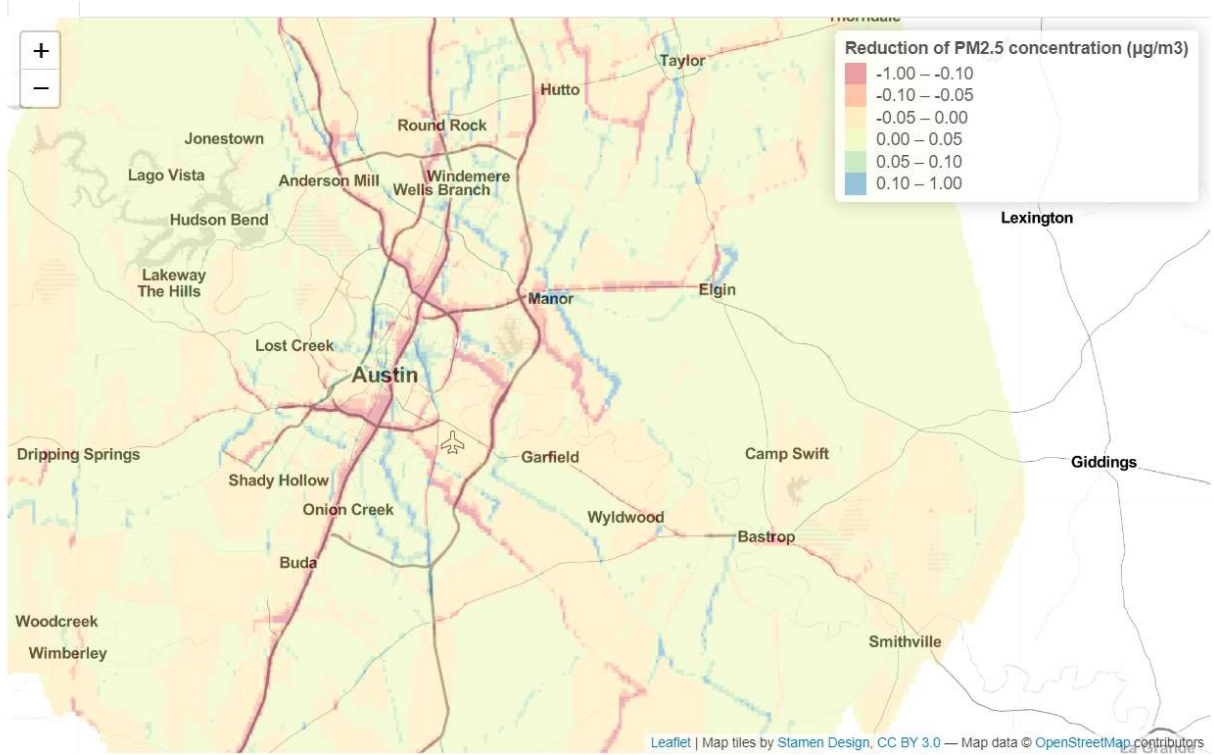 +
−
Thorndale
Taylor
Hutto
Jonestown
Round Rock
Lago Vista
Anderson Mill
Windemere
Wells Branch
Hudson Bend
Lakeway
The Hills
Manor
Elgin
Lost Creek
Austin
Dripping Springs
Garfield
Camp Swift
Shady Hollow
Onion Creek
Wyldwood
Bastrop
Buda
Woodcreek
Wimberley
Smithville
Lexington
Giddings
La Grande
Reduction of PM2.5 concentration (µg/m3)
-1.00 – -0.10
-0.10 – -0.05
-0.05 – 0.00
0.00 – 0.05
0.05 – 0.10
0.10 – 1.00
Leaflet | Map tiles by Stamen Design, CC BY 3.0 — Map data © OpenStreetMap contributors